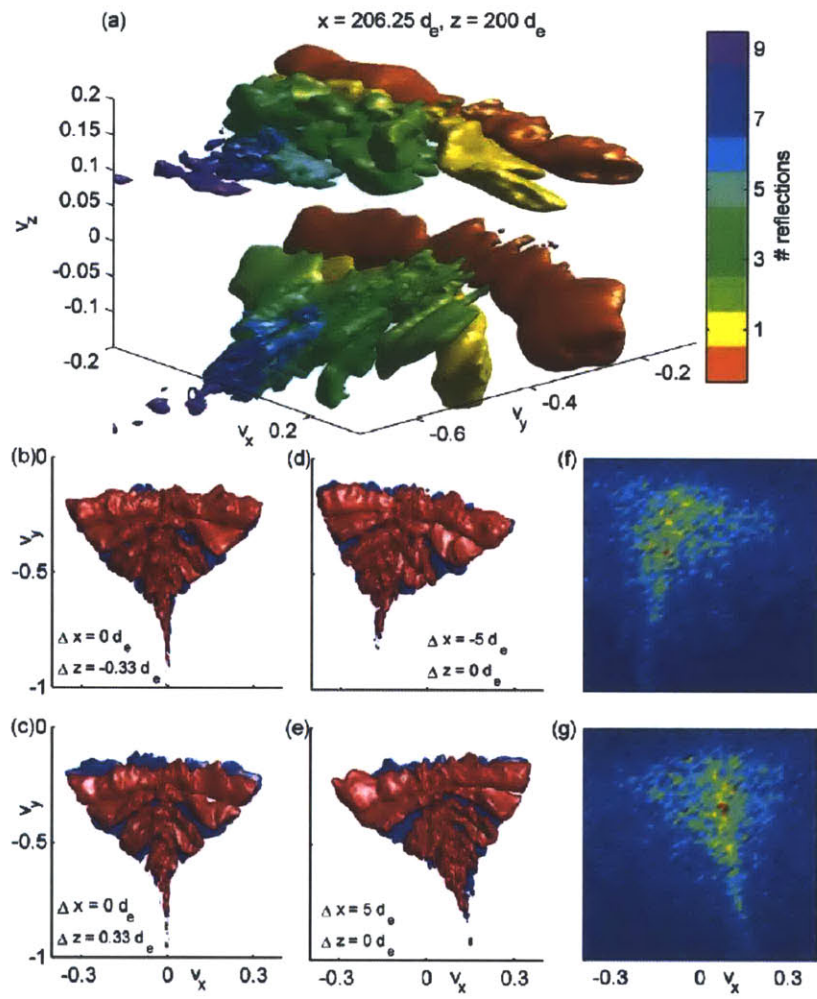 (a) x = 206.25 d_e, z = 200 d_e
9
7
5
3
1
# reflections
0.2
0.15
0.1
0.05
0
-0.05
-0.1
v_z
-0.2
0.2
v_x
-0.6
-0.4
-0.2
v_y
(b) 0
-0.5
-1
v_y
Δ x = 0 d_e
Δ z = -0.33 d_e
(d)
Δ x = -5 d_e
Δ z = 0 d_e
(f)
(c) 0
-0.5
-1
v_y
Δ x = 0 d_e
Δ z = 0.33 d_e
-0.3 0 v_x 0.3
(e)
Δ x = 5 d_e
Δ z = 0 d_e
-0.3 0 v_x 0.3
(g)
-0.3 0 v_x 0.3